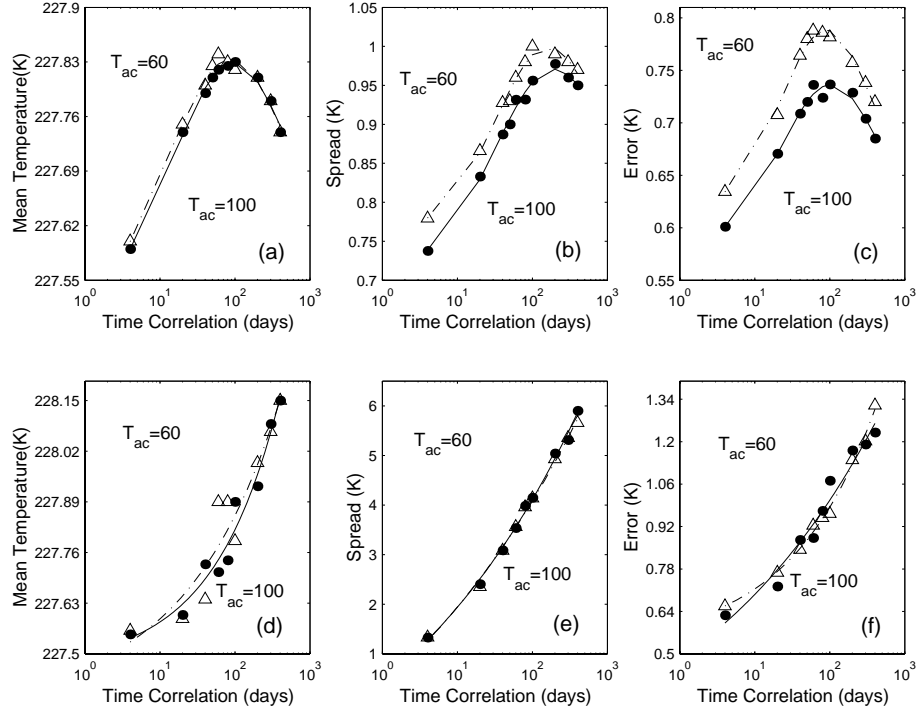 227.9
227.83
227.76
227.69
227.62
227.55
Mean Temperature(K)
T_ac=60
T_ac=100
(a)
10^0 10^1 10^2 10^3
Time Correlation (days)
1
0.95
0.9
0.85
0.8
0.75
0.7
Spread (K)
T_ac=60
T_ac=100
(b)
10^0 10^1 10^2 10^3
Time Correlation (days)
0.8
0.75
0.7
0.65
0.6
0.55
Error (K)
T_ac=60
T_ac=100
(c)
10^0 10^1 10^2 10^3
Time Correlation (days)
228.15
228.02
227.89
227.76
227.63
227.5
Mean Temperature(K)
T_ac=60
T_ac=100
(d)
10^0 10^1 10^2 10^3
Time Correlation (days)
6
5
4
3
2
1
Spread (K)
T_ac=60
T_ac=100
(e)
10^0 10^1 10^2 10^3
Time Correlation (days)
1.34
1.2
1.06
0.92
0.78
0.64
0.5
Error (K)
T_ac=60
T_ac=100
(f)
10^0 10^1 10^2 10^3
Time Correlation (days)